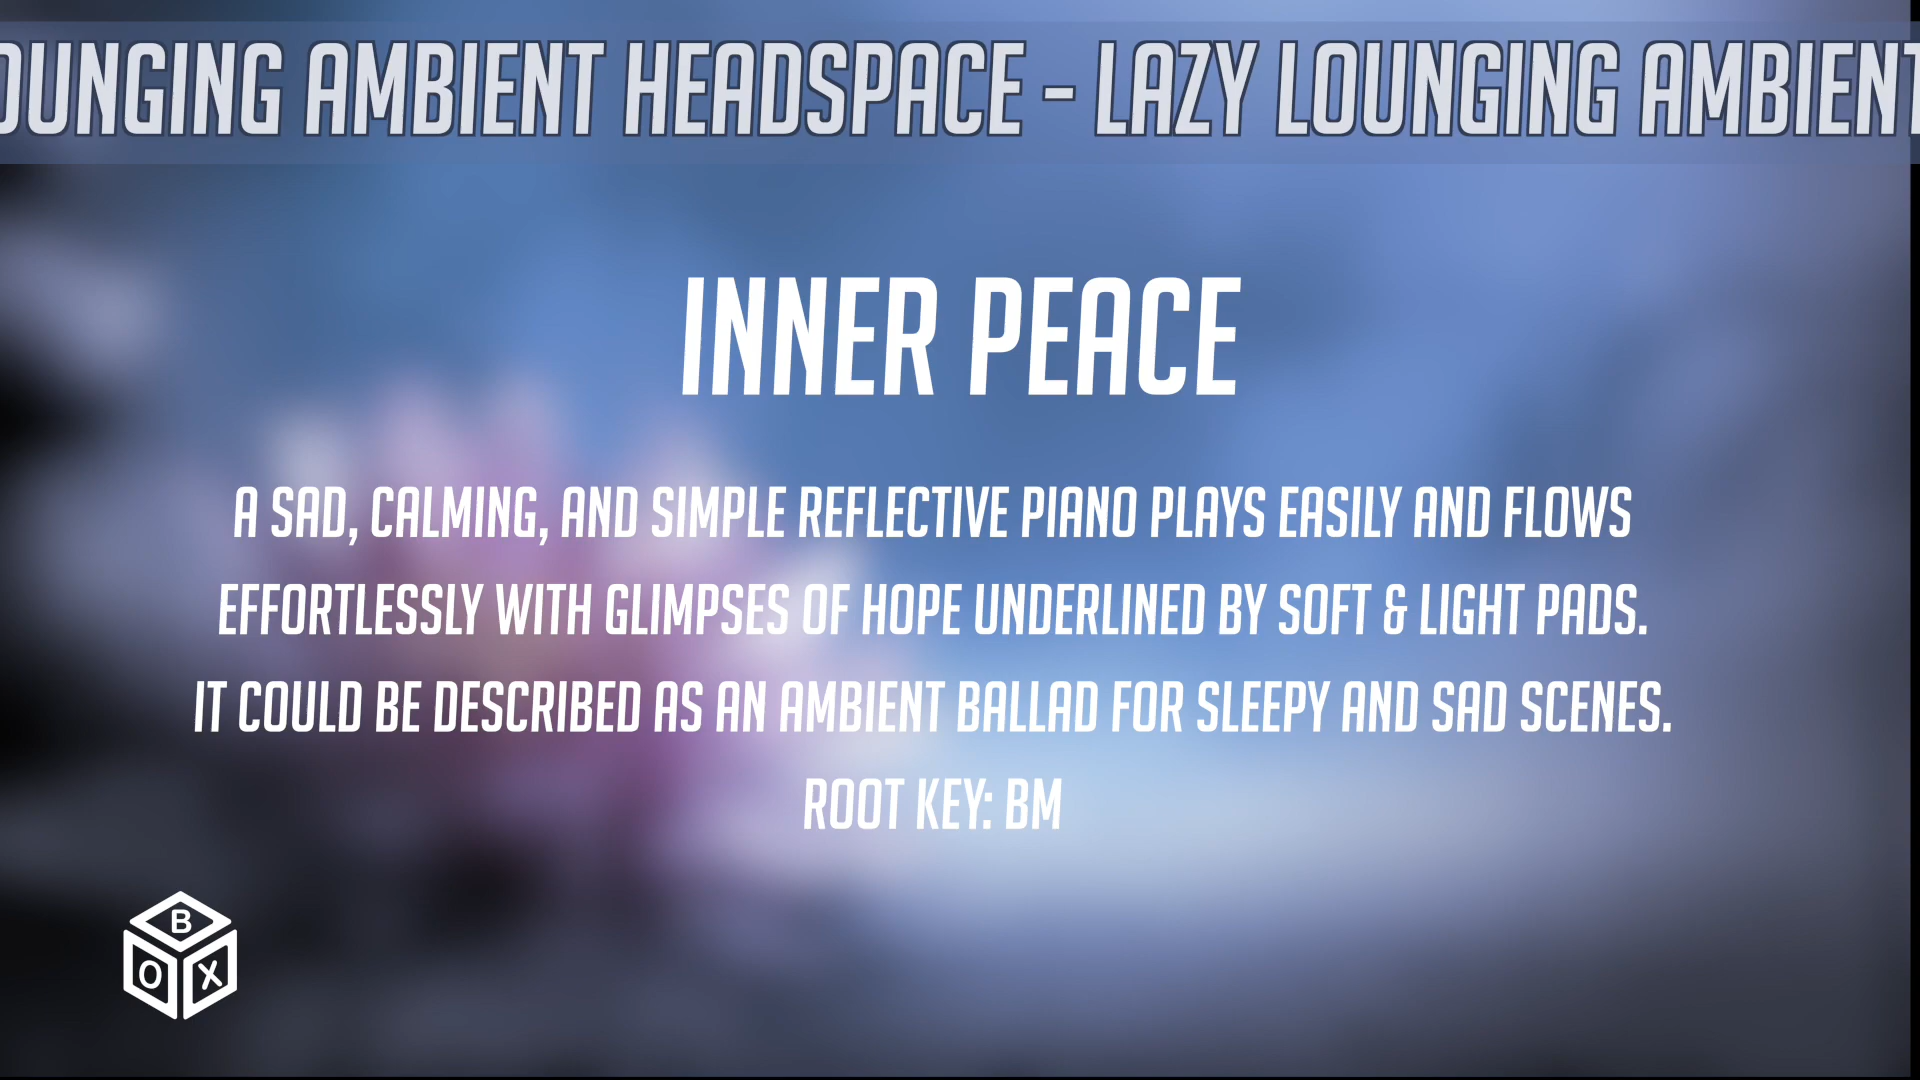 OUNGING AMBIENT HEADSPACE - LAZY LOUNGING AMBIENT
INNER PEACE
A SAD, CALMING, AND SIMPLE REFLECTIVE PIANO PLAYS EASILY AND FLOWS
EFFORTLESSLY WITH GLIMPSES OF HOPE UNDERLINED BY SOFT & LIGHT PADS.
IT COULD BE DESCRIBED AS AN AMBIENT BALLAD FOR SLEEPY AND SAD SCENES.
ROOT KEY: BM
B
O X